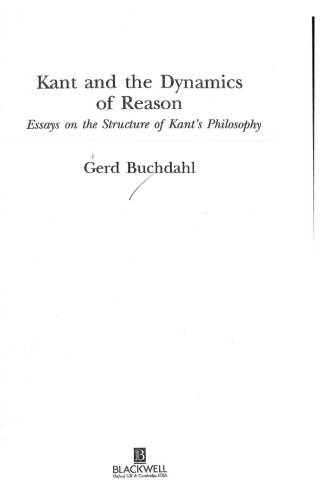 Kant and the Dynamics
of Reason
Essays on the Structure of Kant's Philosophy
Gerd Buchdahl
B
BLACKWELL
Oxford UK & Cambridge USA